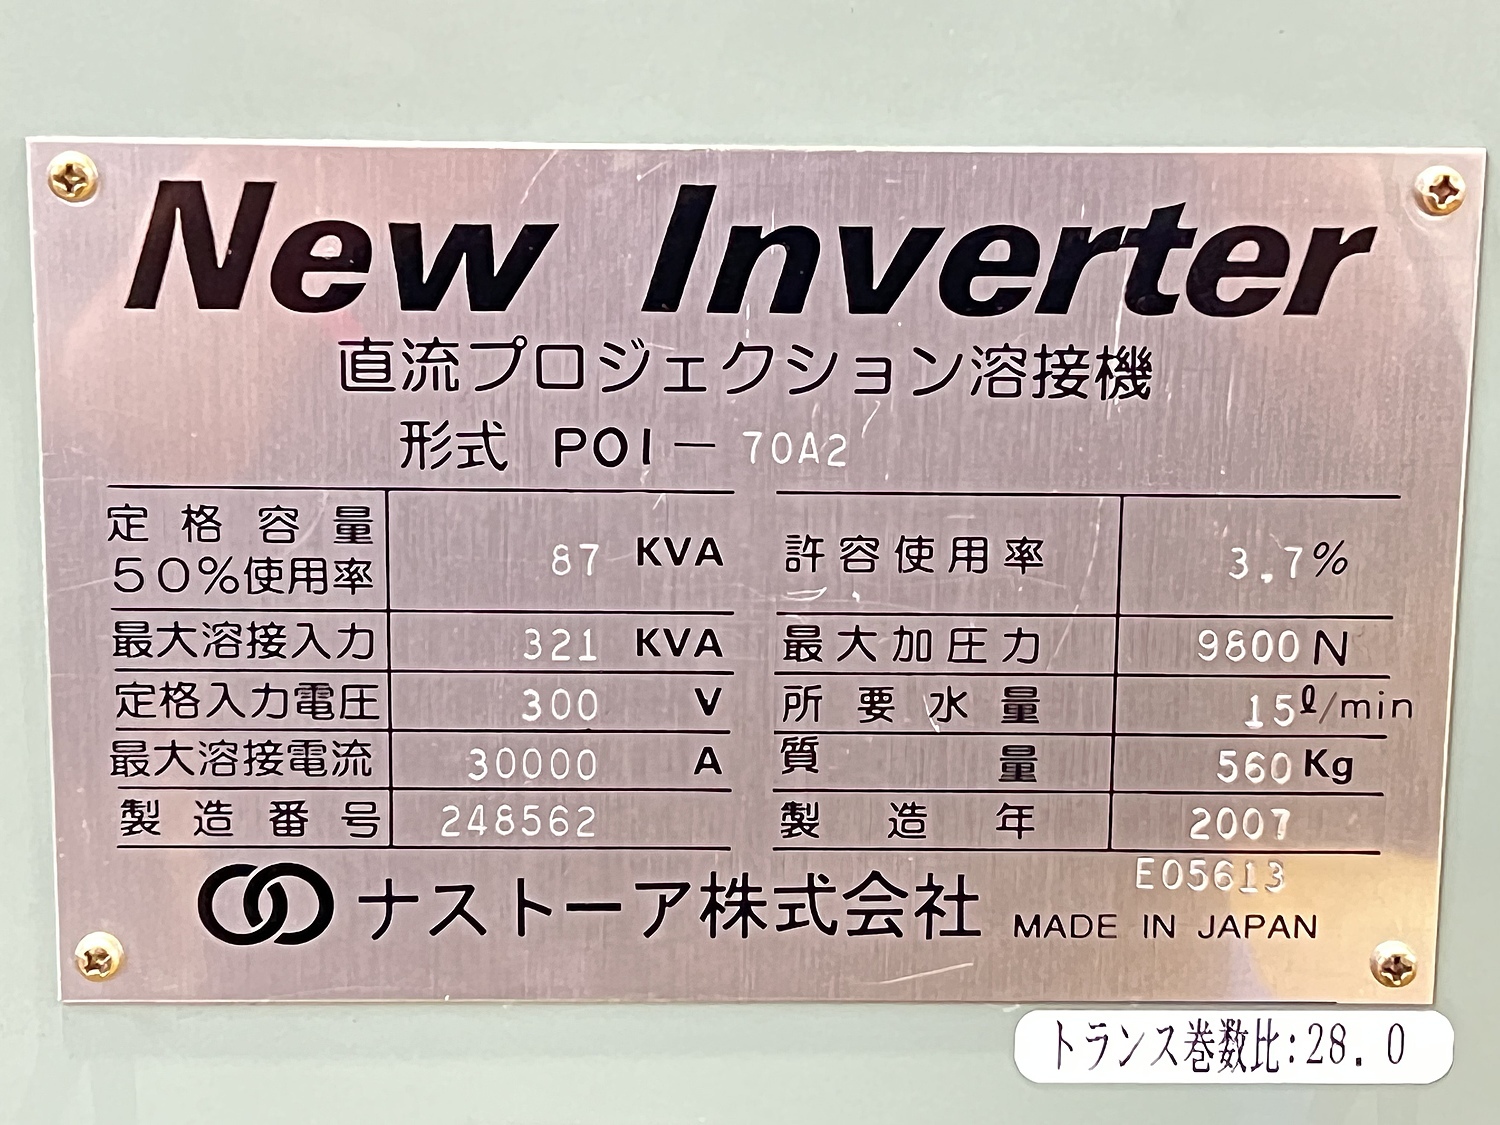 New Inverter
直流プロジェクション溶接機
形式 POI－70A2
定格容量 50%使用率 87 KVA
最大溶接入力 321 KVA
定格入力電圧 300 V
最大溶接電流 30000 A
製造番号 248562
許容使用率 3.7%
最大加圧力 9800 N
所要水量 15ℓ/min
質量 560 Kg
製造年 2007
E05613
ナストーア株式会社 MADE IN JAPAN
トランス巻数比:28.0